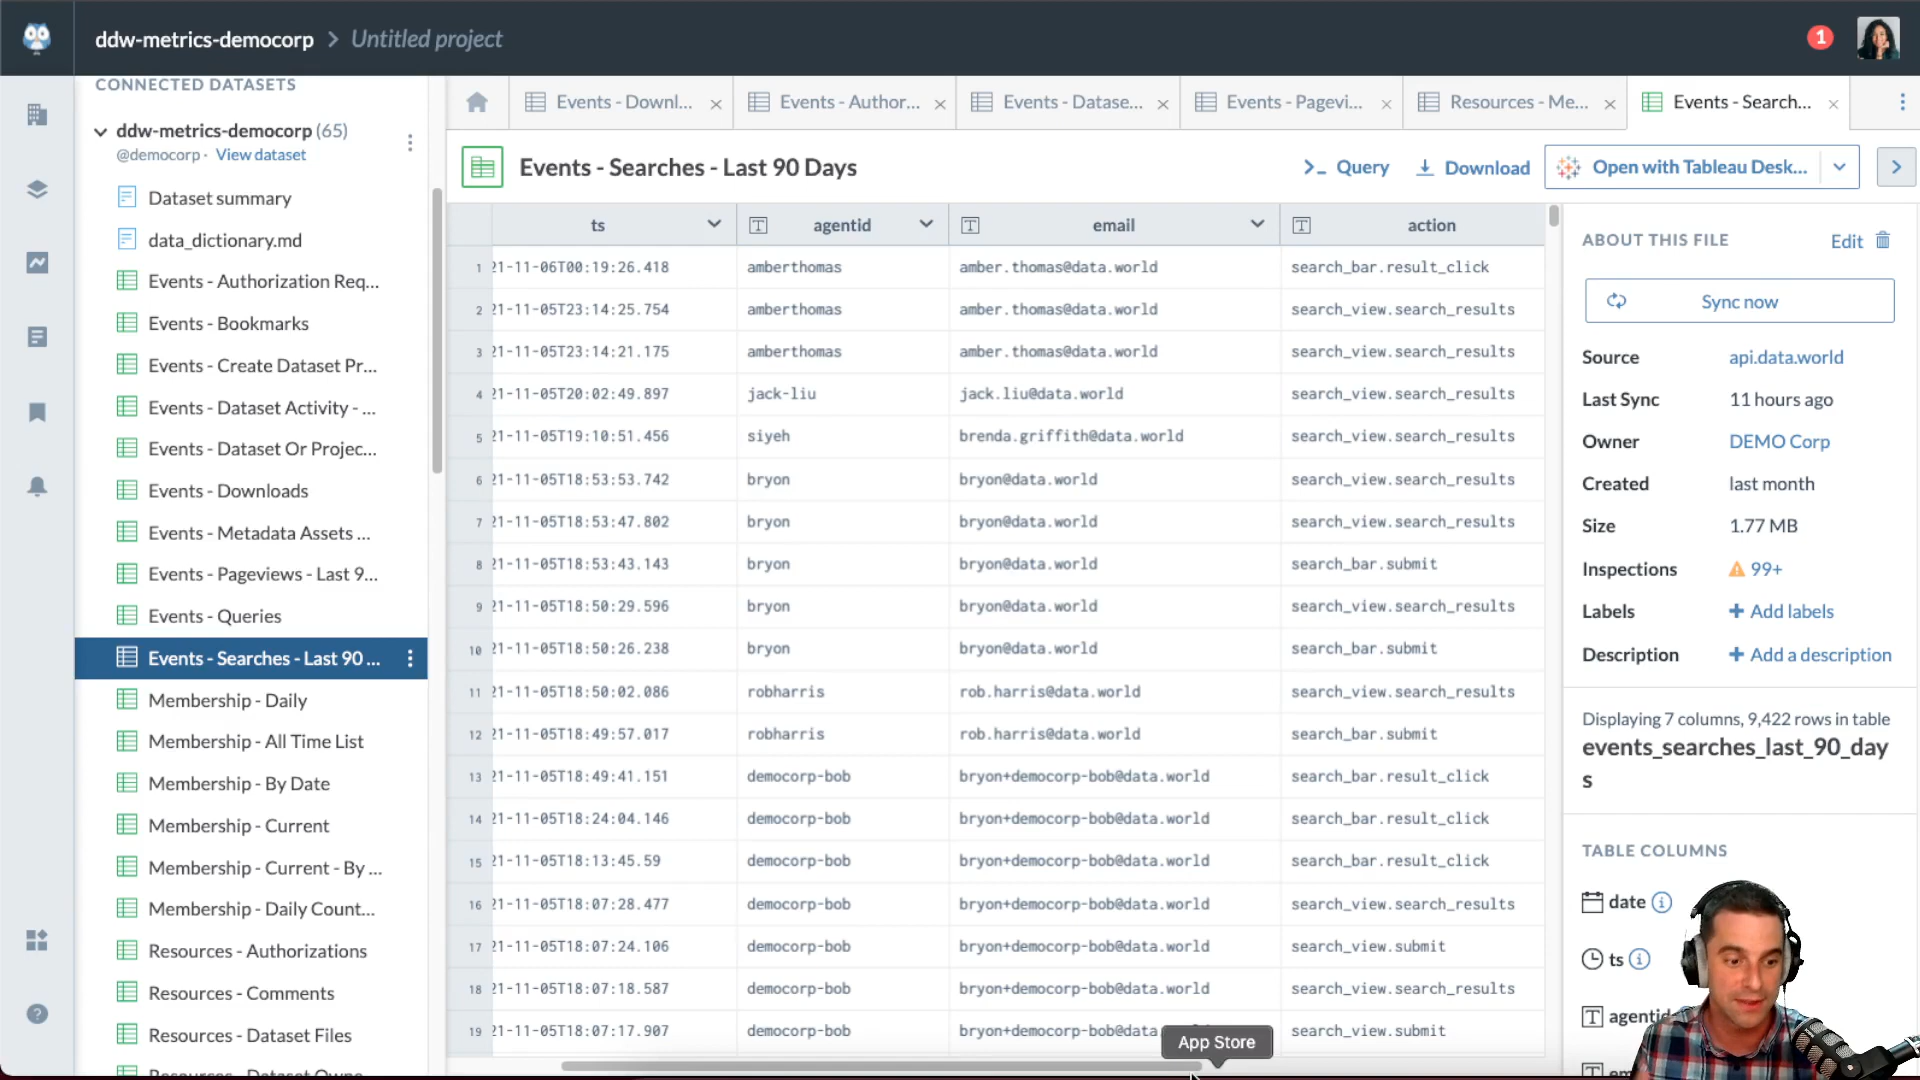 ddw-metrics-democorp > Untitled project
1
CONNECTED DATASETS
ddw-metrics-democorp (65)
@democorp · View dataset
Dataset summary
data_dictionary.md
Events - Authorization Req...
Events - Bookmarks
Events - Create Dataset Pr...
Events - Dataset Activity - ...
Events - Dataset Or Projec...
Events - Downloads
Events - Metadata Assets ...
Events - Pageviews - Last 9...
Events - Queries
Events - Searches - Last 90 ...
Membership - Daily
Membership - All Time List
Membership - By Date
Membership - Current
Membership - Current - By ...
Membership - Daily Count...
Resources - Authorizations
Resources - Comments
Resources - Dataset Files
Resources - Dataset Owne
Events - Downl... Events - Author... Events - Datase... Events - Pagevi... Resources - Me... Events - Search...
Events - Searches - Last 90 Days
Query Download Open with Tableau Desk...
ts agentid email action
1 21-11-06T00:19:26.418 amberthomas amber.thomas@data.world search_bar.result_click
2 21-11-05T23:14:25.754 amberthomas amber.thomas@data.world search_view.search_results
3 21-11-05T23:14:21.175 amberthomas amber.thomas@data.world search_view.search_results
4 21-11-05T20:02:49.897 jack-liu jack.liu@data.world search_view.search_results
5 21-11-05T19:10:51.456 siyeh brenda.griffith@data.world search_view.search_results
6 21-11-05T18:53:53.742 bryon bryon@data.world search_view.search_results
7 21-11-05T18:53:47.802 bryon bryon@data.world search_view.search_results
8 21-11-05T18:53:43.143 bryon bryon@data.world search_bar.submit
9 21-11-05T18:50:29.596 bryon bryon@data.world search_view.search_results
10 21-11-05T18:50:26.238 bryon bryon@data.world search_bar.submit
11 21-11-05T18:50:02.086 robharris rob.harris@data.world search_view.search_results
12 21-11-05T18:49:57.017 robharris rob.harris@data.world search_bar.submit
13 21-11-05T18:49:41.151 democorp-bob bryon+democorp-bob@data.world search_bar.result_click
14 21-11-05T18:24:04.146 democorp-bob bryon+democorp-bob@data.world search_bar.result_click
15 21-11-05T18:13:45.59 democorp-bob bryon+democorp-bob@data.world search_bar.result_click
16 21-11-05T18:07:28.477 democorp-bob bryon+democorp-bob@data.world search_view.search_results
17 21-11-05T18:07:24.106 democorp-bob bryon+democorp-bob@data.world search_view.submit
18 21-11-05T18:07:18.587 democorp-bob bryon+democorp-bob@data.world search_view.search_results
19 21-11-05T18:07:17.907 democorp-bob bryon+democorp-bob@data. search_view.submit
App Store
ABOUT THIS FILE Edit
Sync now
Source api.data.world
Last Sync 11 hours ago
Owner DEMO Corp
Created last month
Size 1.77 MB
Inspections 99+
Labels + Add labels
Description + Add a description
Displaying 7 columns, 9,422 rows in table
events_searches_last_90_day
s
TABLE COLUMNS
date
ts
agentid